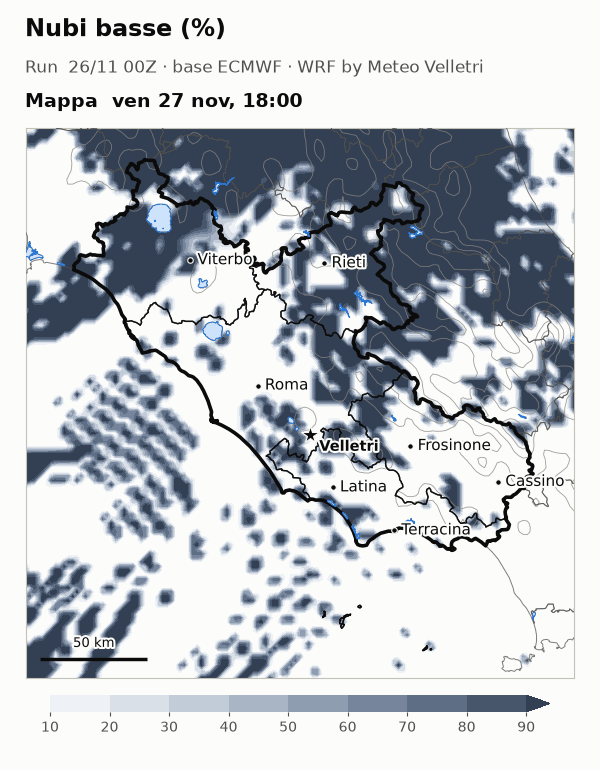 Nubi basse (%)
Run  26/11 00Z · base ECMWF · WRF by Meteo Velletri
Mappa  ven 27 nov, 18:00
Viterbo
Rieti
Roma
Velletri
Frosinone
Cassino
Latina
Terracina
50 km
10 20 30 40 50 60 70 80 90